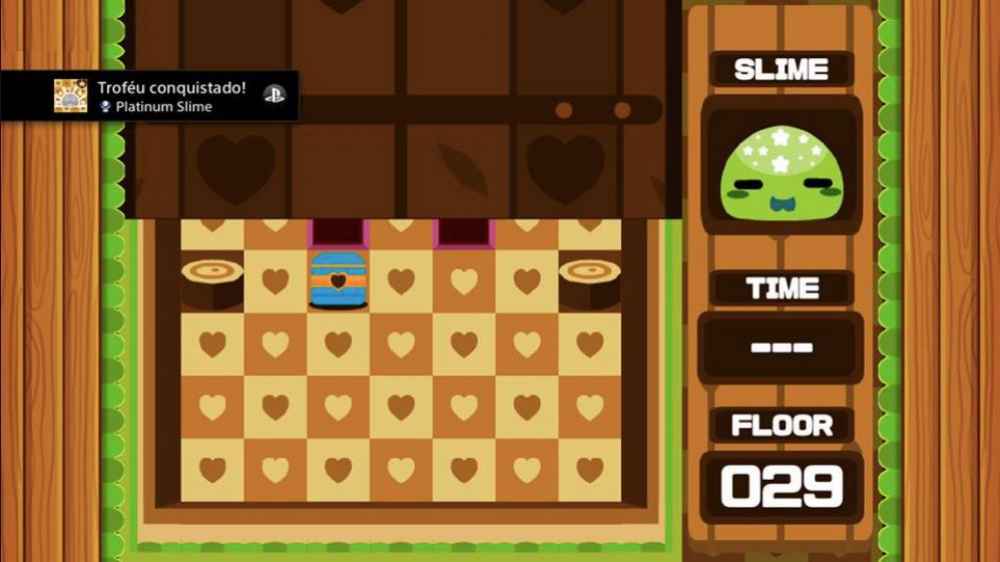 Troféu conquistado!
Platinum Slime
SLIME
TIME
---
FLOOR
029